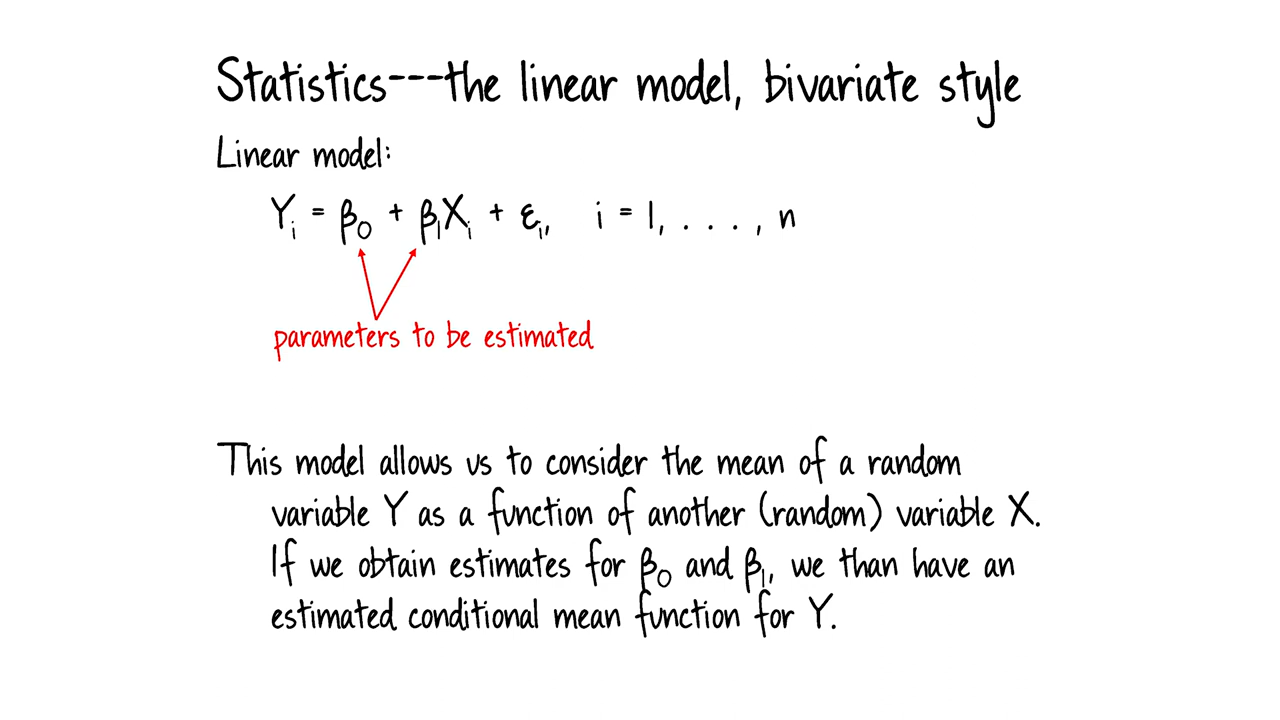 Statistics---the linear model, bivariate style
Linear model:
Yᵢ = β₀ + β₁Xᵢ + εᵢ, i = 1, . . . , n
parameters to be estimated
This model allows us to consider the mean of a random
variable Y as a function of another (random) variable X.
If we obtain estimates for β₀ and β₁, we than have an
estimated conditional mean function for Y.